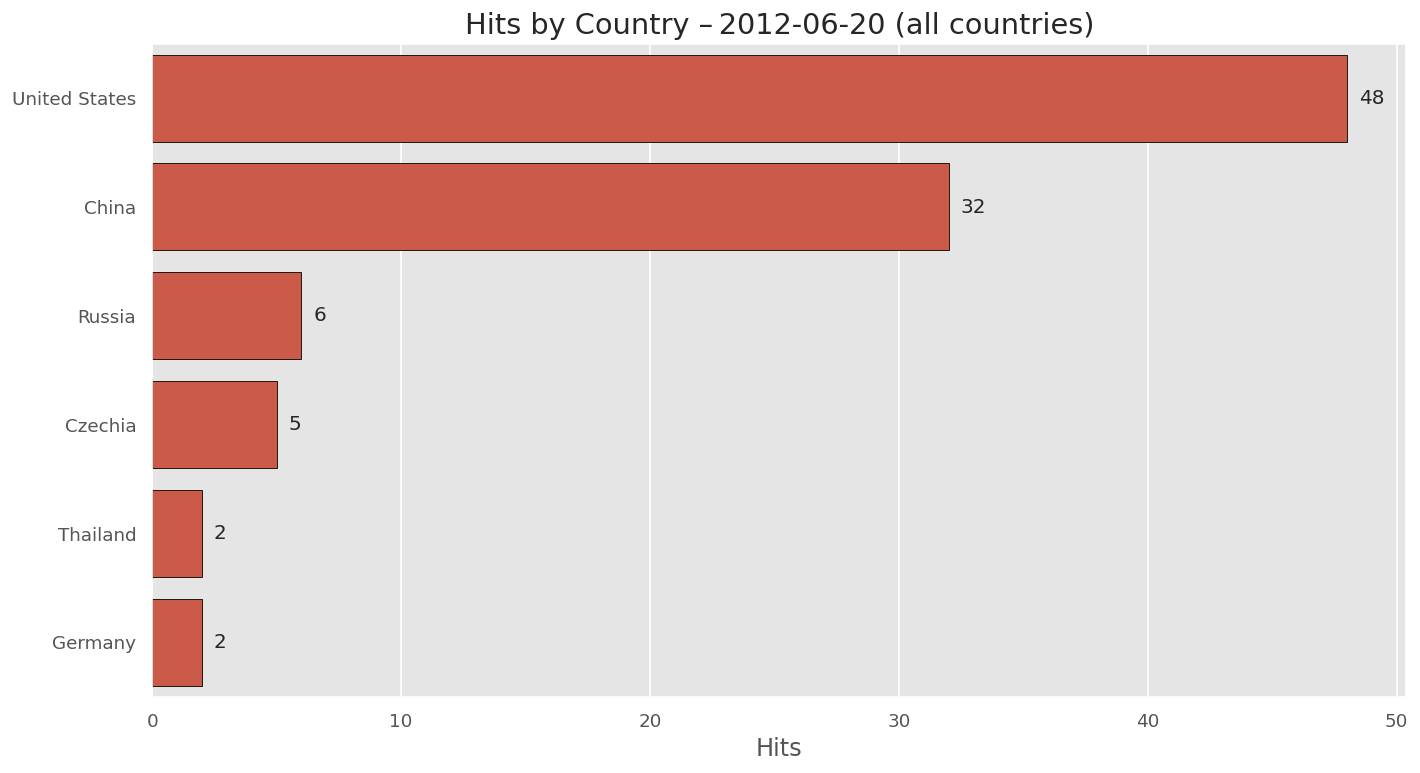 Hits by Country – 2012-06-20 (all countries)
United States 48
China 32
Russia 6
Czechia 5
Thailand 2
Germany 2
0 10 20 30 40 50
Hits